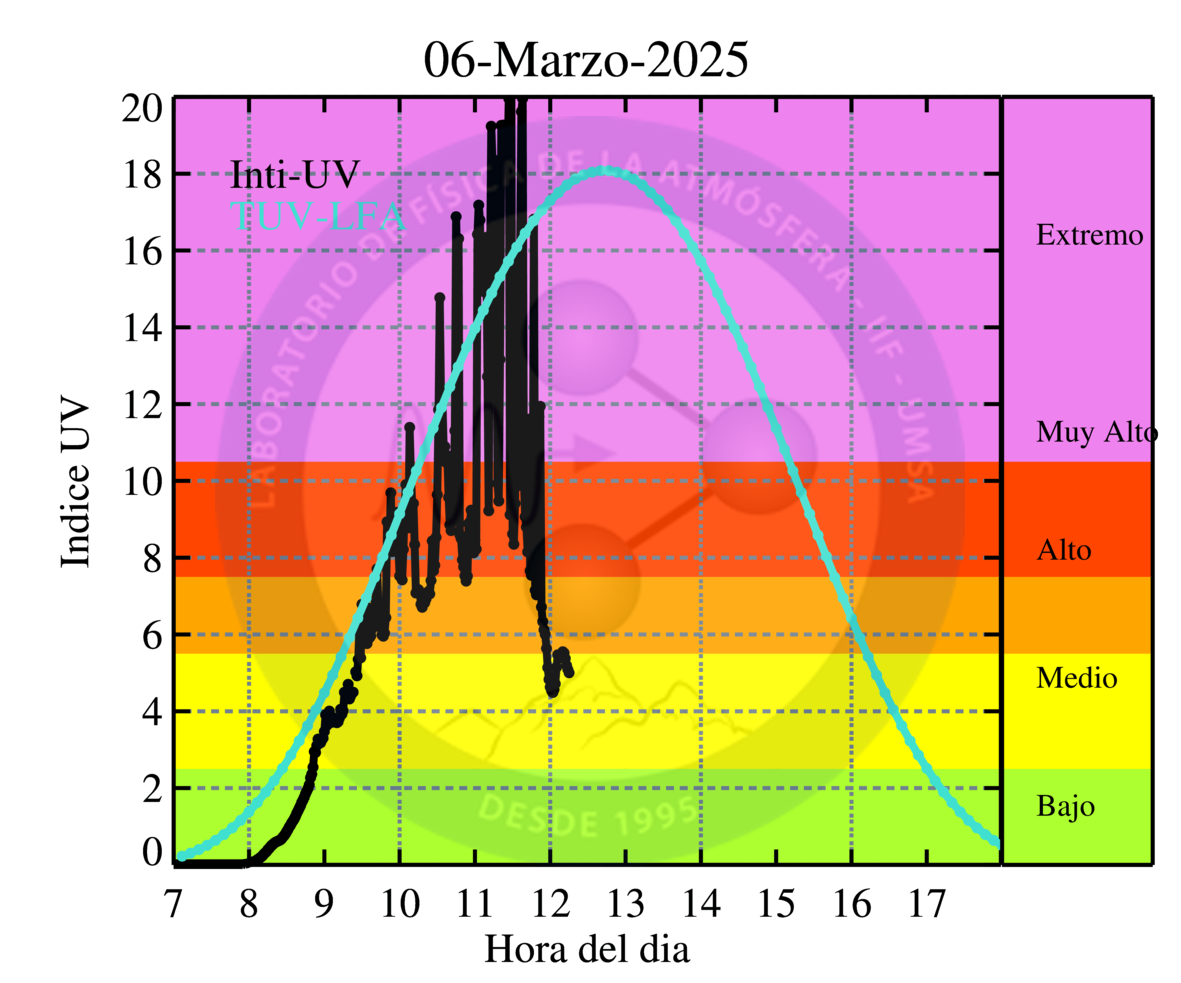 06-Marzo-2025
20
18
16
14
12
10
8
6
4
2
0
Indice UV
Inti-UV
TUV-LFA
LABORATORIO DE FÍSICA DE LA ATMÓSFERA - IIF - UMSA
DESDE 1995
Extremo
Muy Alto
Alto
Medio
Bajo
7 8 9 10 11 12 13 14 15 16 17
Hora del dia